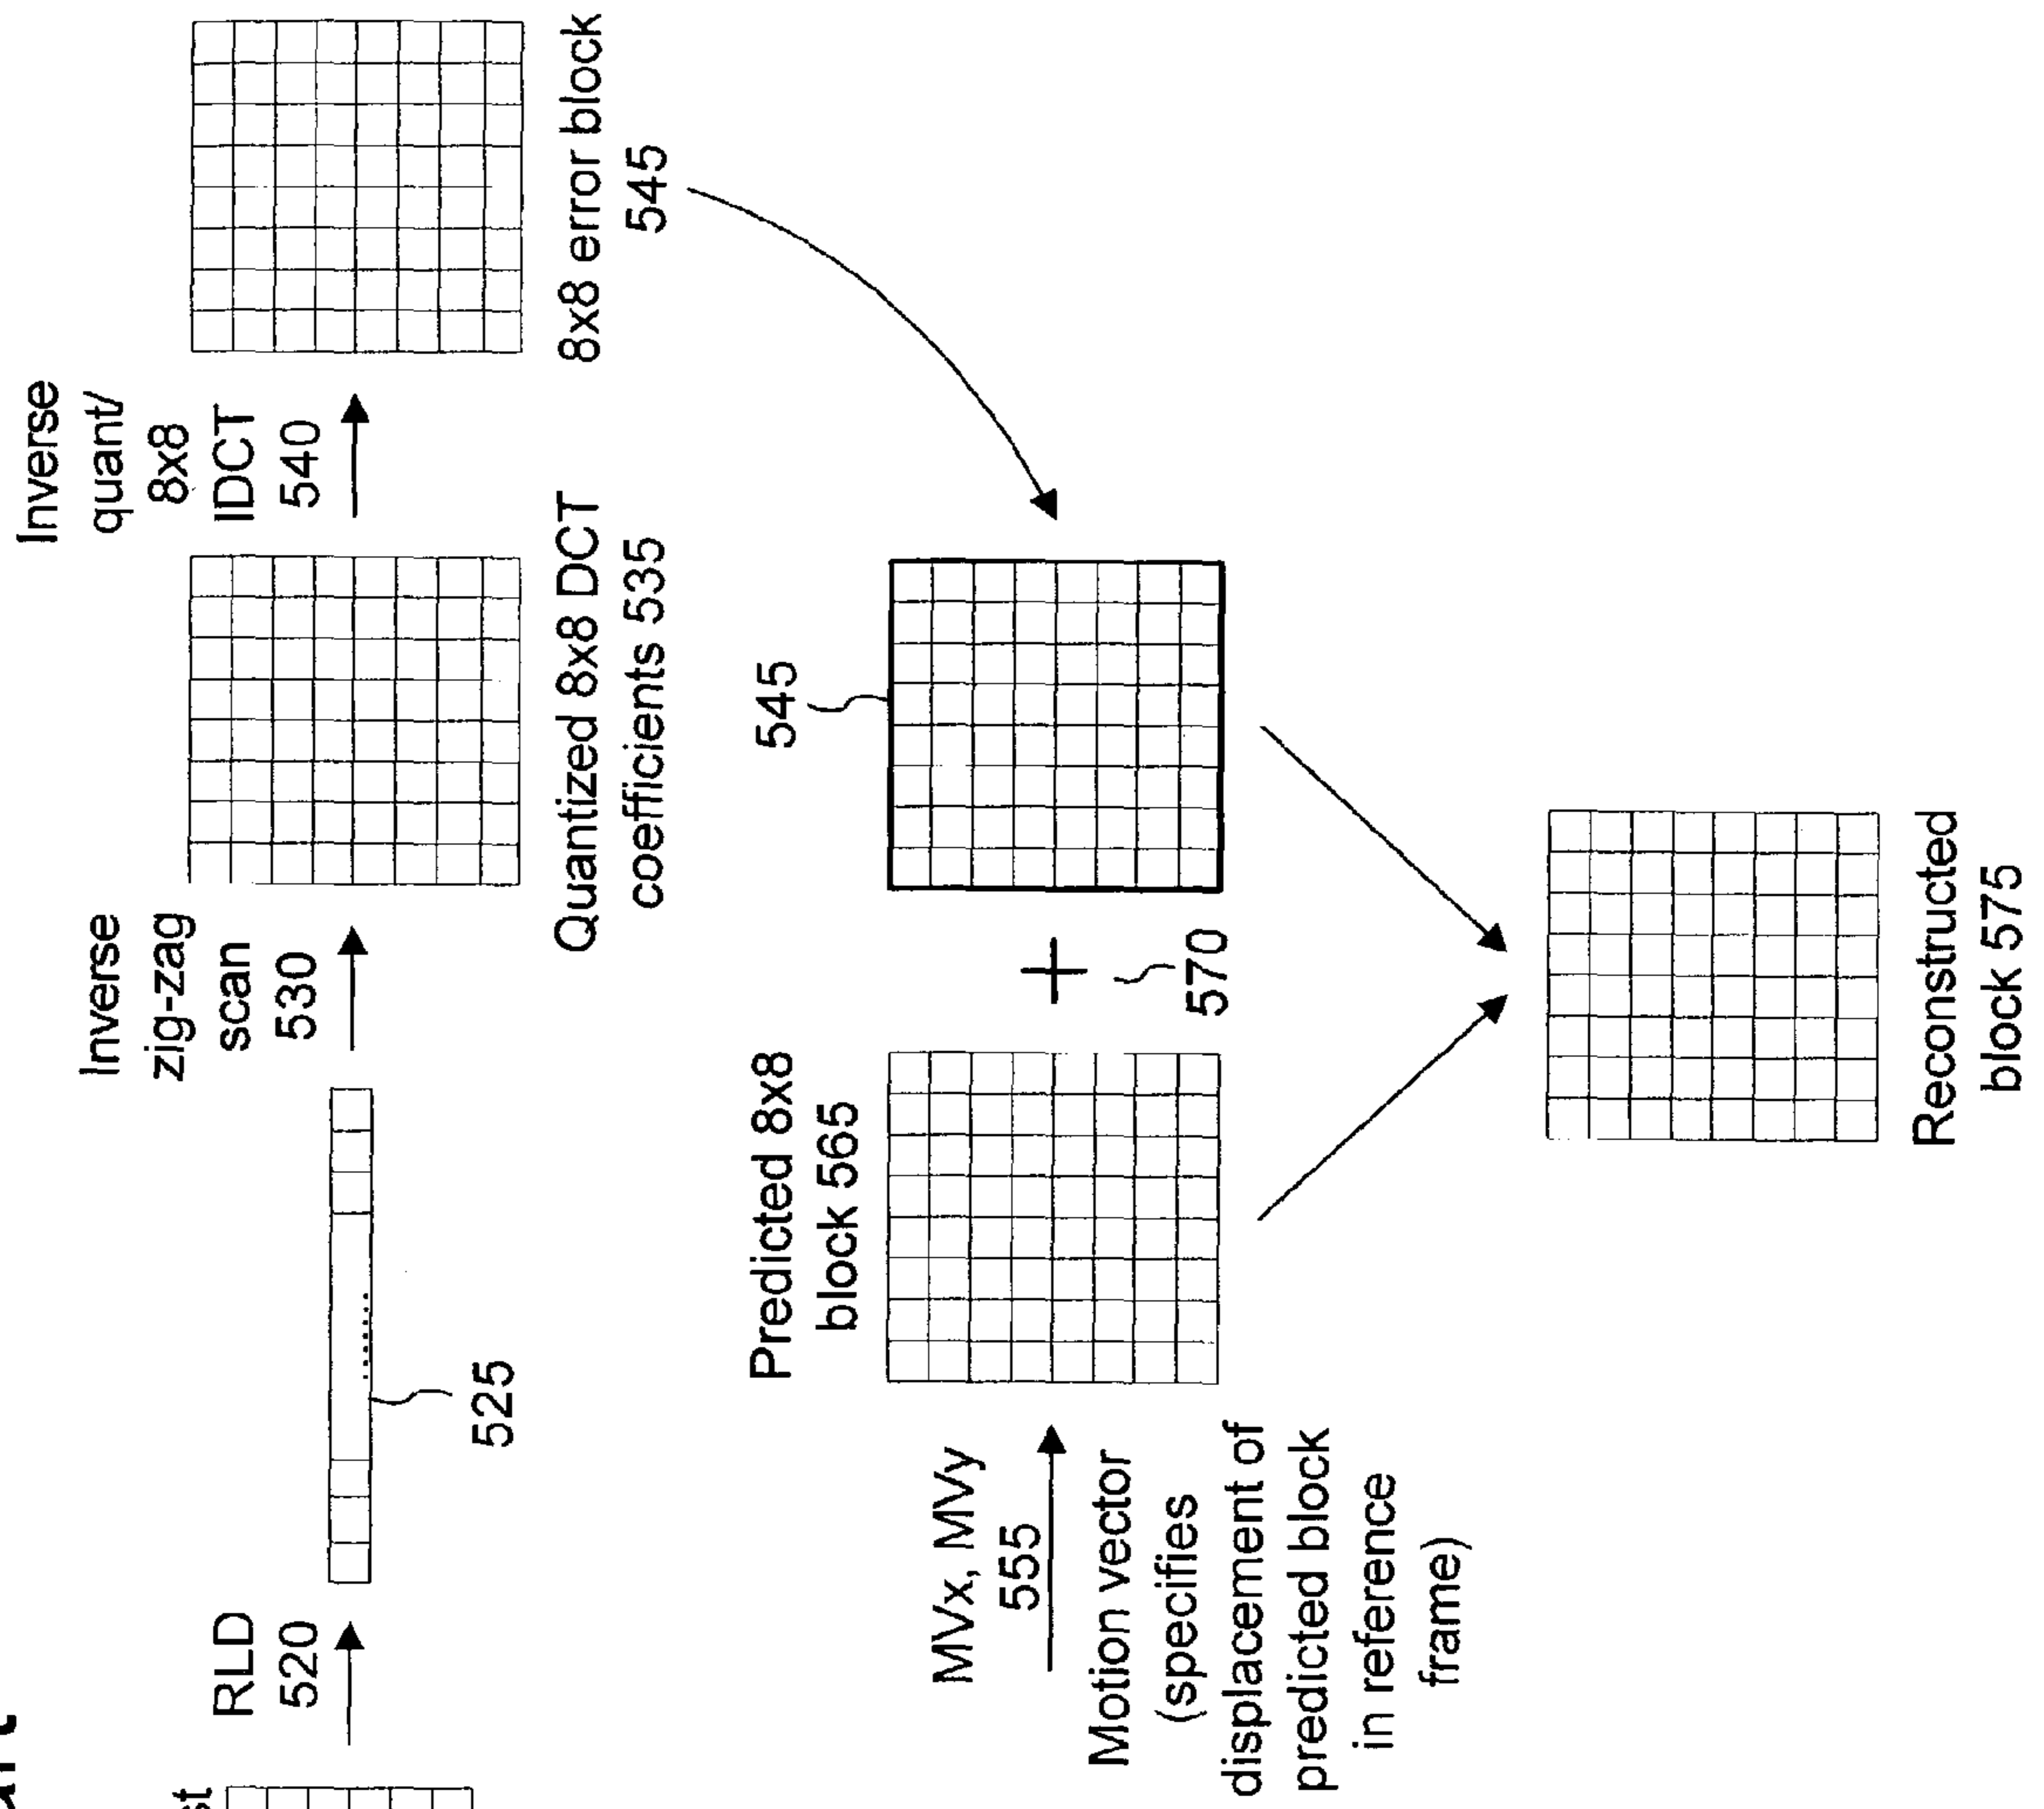 RLD
520
525
Inverse
zig-zag
scan
530
Quantized 8x8 DCT
coefficients 535
Inverse
quant/
8x8
IDCT
540
8x8 error block
545
MVx, MVy
555
Motion vector
(specifies
displacement of
predicted block
in reference
frame)
Predicted 8x8
block 565
570
545
Reconstructed
block 575